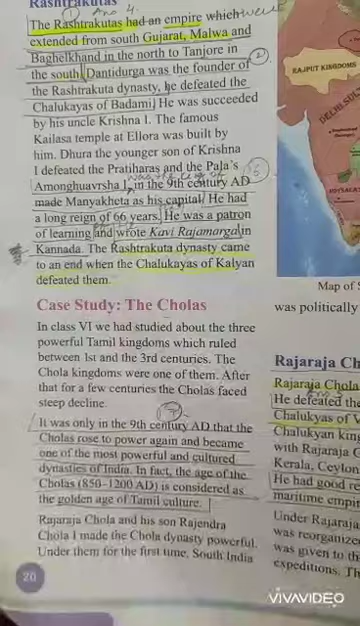 Rashtrakutas
① Ans 4.
The Rashtrakutas had an empire which were
extended from south Gujarat, Malwa and
Baghelkhand in the north to Tanjore in
the south. Dantidurga was the founder of ②
the Rashtrakuta dynasty, he defeated the
Chalukayas of Badami. He was succeeded
by his uncle Krishna I. The famous
Kailasa temple at Ellora was built by
him. Dhura the younger son of Krishna
I defeated the Pratiharas and the Pala's
Amonghuavrsha I, in the 9th century AD
made Manyakheta as his capital. He had
a long reign of 66 years. He was a patron
of learning and wrote Kavi Rajamarga in
Kannada. The Rashtrakuta dynasty came
to an end when the Chalukayas of Kalyan
defeated them.
Case Study: The Cholas
In class VI we had studied about the three
powerful Tamil kingdoms which ruled
between 1st and the 3rd centuries. The
Chola kingdoms were one of them. After
that for a few centuries the Cholas faced
steep decline.
⑦
It was only in the 9th century AD that the
Cholas rose to power again and became
one of the most powerful and cultured
dynasties of India. In fact, the age of the
Cholas (850-1200 AD) is considered as
the golden age of Tamil culture.
Rajaraja Chola and his son Rajendra
Chola I made the Chola dynasty powerful.
Under them for the first time, South India
20
RAJPUT KINGDOMS
DELHI SUL
HOYSALAS
Map of S
was politically
Rajaraja Ch
Rajaraja Chola
He defeated the
Chalukyas of V
Chalukyan king
with Rajaraja C
Kerala, Ceylon
He had good re
maritime empir
Under Rajaraja
was reorganize
was given to th
expeditions. Th
VIVAVIDEO